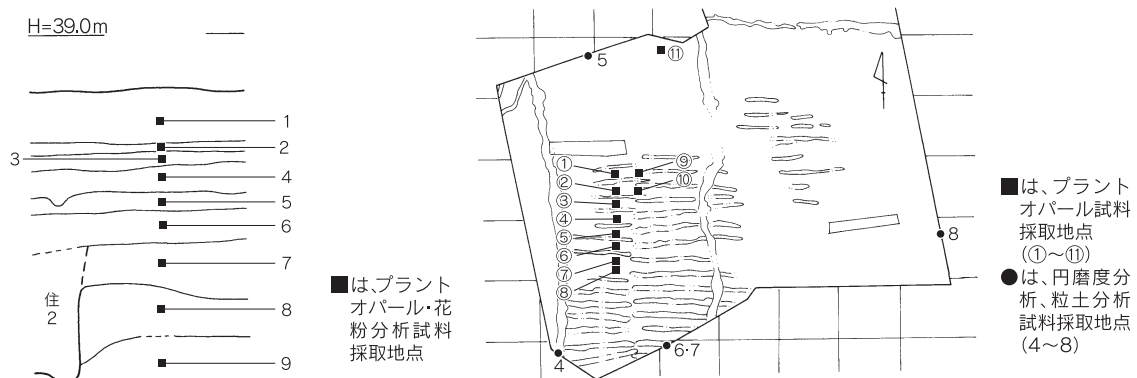 H=39.0m
1
2
3
4
5
6
7
8
9
住
2
■は、プラント
オパール・花
粉分析試料
採取地点
5
⑪
①
②
③
④
⑤
⑥
⑦
⑧
⑨
⑩
4
6・7
8
■は、プラント
オパール試料
採取地点
(①～⑪)
●は、円磨度分
析、粒土分析
試料採取地点
(4～8)